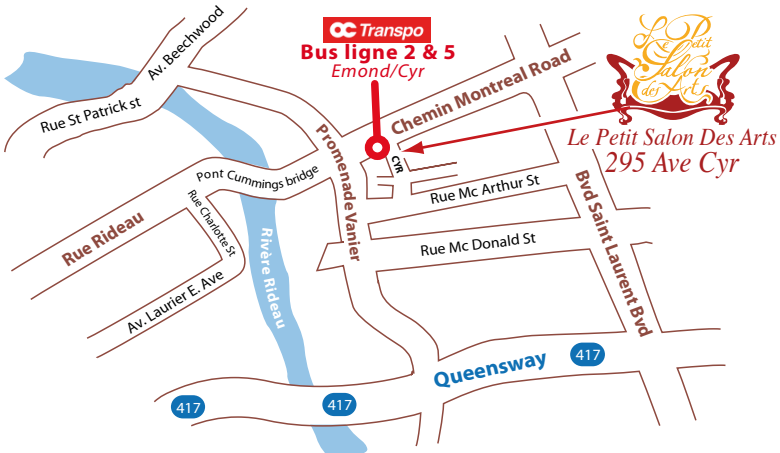 OC Transpo
Bus ligne 2 & 5
Emond/Cyr
Le Petit
Salon
des Arts
Le Petit Salon Des Arts
295 Ave Cyr
Av. Beechwood
Rue St Patrick st
Chemin Montreal Road
Promenade Vanier
CYR
Pont Cummings bridge
Rue Mc Arthur St
Bvd Saint Laurent Bvd
Rue Rideau
Rue Charlotte St
Rivère Rideau
Rue Mc Donald St
Av. Laurier E. Ave
Queensway
417
417
417